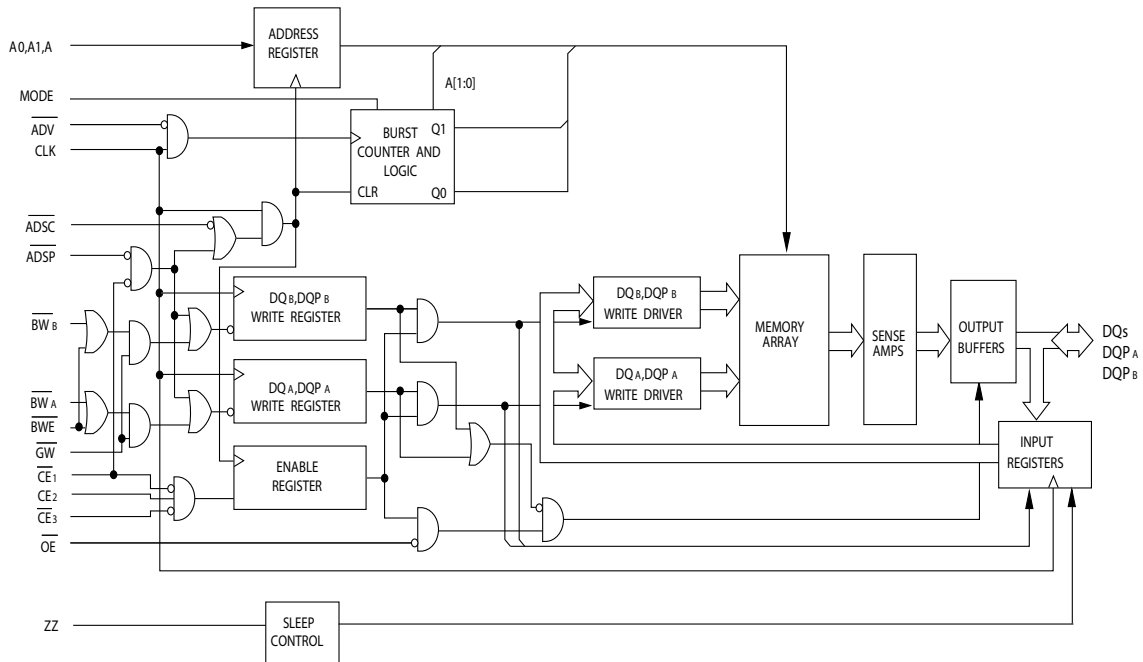 A0,A1,A
ADDRESS
REGISTER
MODE
A[1:0]
ADV
CLK
BURST
COUNTER AND
LOGIC
Q1
CLR
Q0
ADSC
ADSP
DQB,DQPB
WRITE REGISTER
DQB,DQPB
WRITE DRIVER
MEMORY
ARRAY
SENSE
AMPS
OUTPUT
BUFFERS
DQs
DQPA
DQPB
BWB
DQA,DQPA
WRITE REGISTER
DQA,DQPA
WRITE DRIVER
BWA
BWE
GW
CE1
CE2
CE3
ENABLE
REGISTER
INPUT
REGISTERS
OE
ZZ
SLEEP
CONTROL